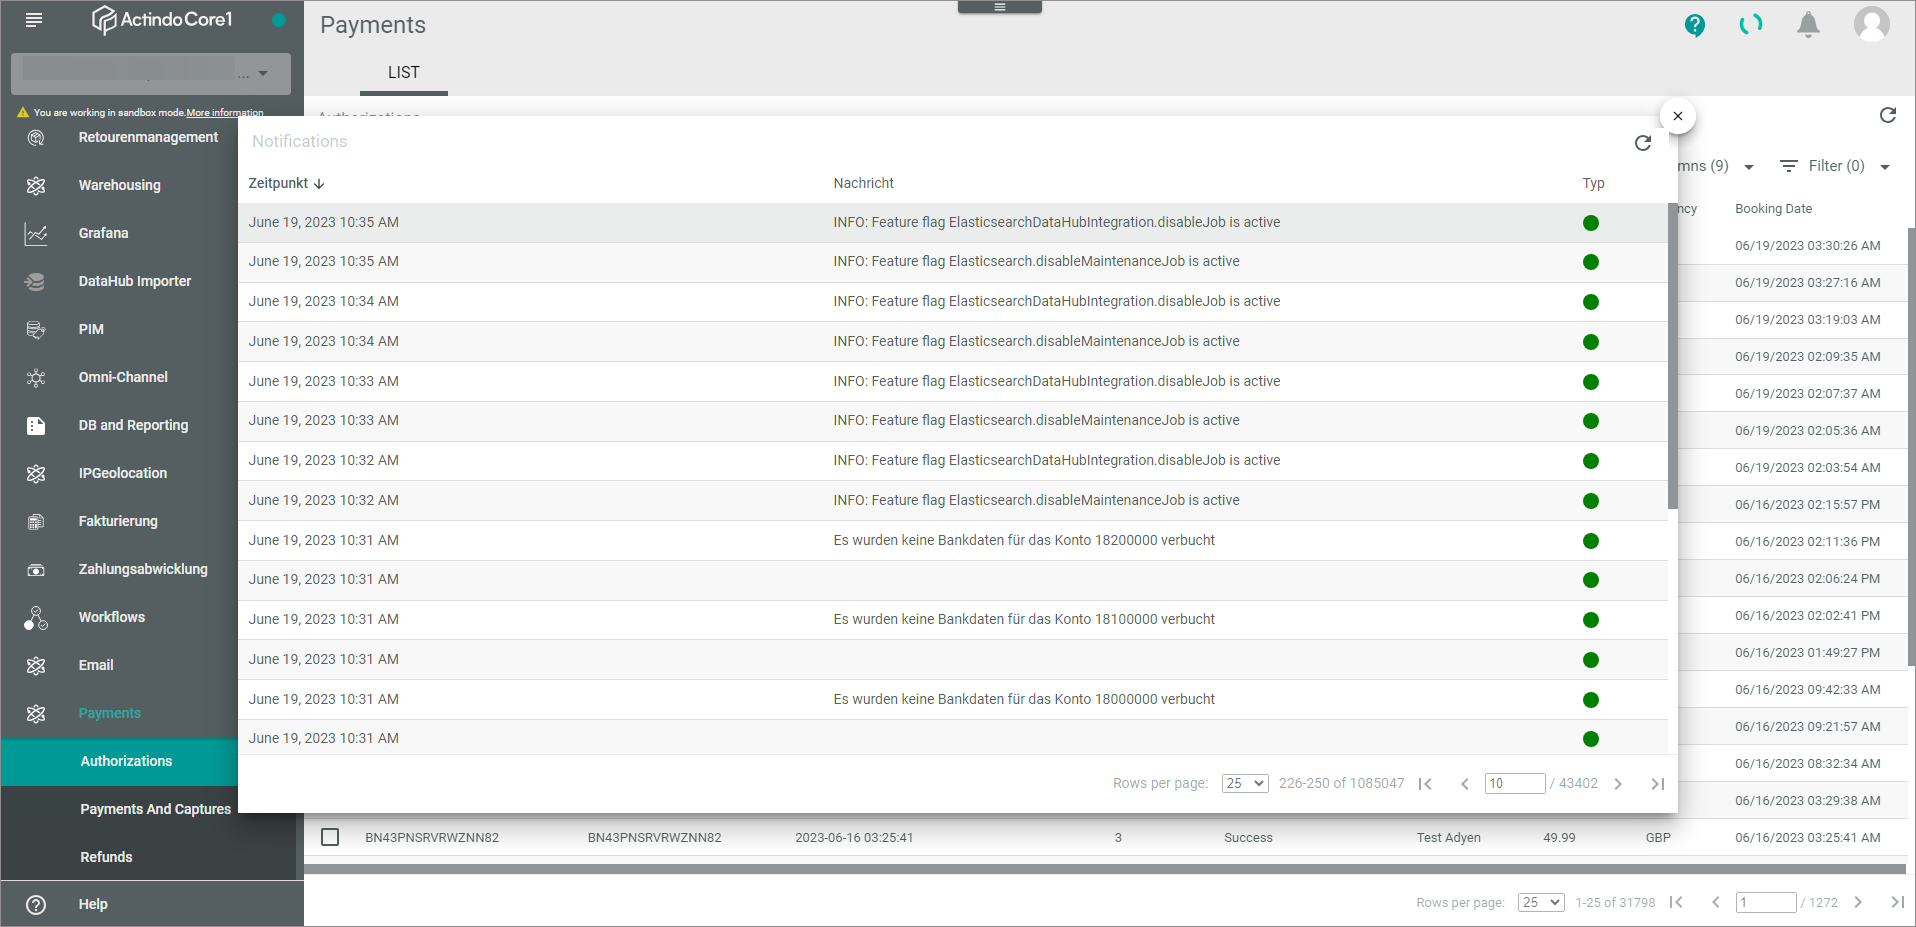 Actindo Core1
Payments
LIST
...
You are working in sandbox mode. More information
Retourenmanagement
Warehousing
Grafana
DataHub Importer
PIM
Omni-Channel
DB and Reporting
IPGeolocation
Fakturierung
Zahlungsabwicklung
Workflows
Email
Payments
Authorizations
Payments And Captures
Refunds
Help
Authorizations
Notifications
Zeitpunkt Nachricht Typ
June 19, 2023 10:35 AM INFO: Feature flag ElasticsearchDataHubIntegration.disableJob is active
June 19, 2023 10:35 AM INFO: Feature flag Elasticsearch.disableMaintenanceJob is active
June 19, 2023 10:34 AM INFO: Feature flag ElasticsearchDataHubIntegration.disableJob is active
June 19, 2023 10:34 AM INFO: Feature flag Elasticsearch.disableMaintenanceJob is active
June 19, 2023 10:33 AM INFO: Feature flag ElasticsearchDataHubIntegration.disableJob is active
June 19, 2023 10:33 AM INFO: Feature flag Elasticsearch.disableMaintenanceJob is active
June 19, 2023 10:32 AM INFO: Feature flag ElasticsearchDataHubIntegration.disableJob is active
June 19, 2023 10:32 AM INFO: Feature flag Elasticsearch.disableMaintenanceJob is active
June 19, 2023 10:31 AM Es wurden keine Bankdaten für das Konto 18200000 verbucht
June 19, 2023 10:31 AM
June 19, 2023 10:31 AM Es wurden keine Bankdaten für das Konto 18100000 verbucht
June 19, 2023 10:31 AM
June 19, 2023 10:31 AM Es wurden keine Bankdaten für das Konto 18000000 verbucht
June 19, 2023 10:31 AM
Rows per page: 25 226-250 of 1085047 10 / 43402
mns (9) Filter (0)
ncy Booking Date
06/19/2023 03:30:26 AM
06/19/2023 03:27:16 AM
06/19/2023 03:19:03 AM
06/19/2023 02:09:35 AM
06/19/2023 02:07:37 AM
06/19/2023 02:05:36 AM
06/19/2023 02:03:54 AM
06/16/2023 02:15:57 PM
06/16/2023 02:11:36 PM
06/16/2023 02:06:24 PM
06/16/2023 02:02:41 PM
06/16/2023 01:49:27 PM
06/16/2023 09:42:33 AM
06/16/2023 09:21:57 AM
06/16/2023 08:32:34 AM
06/16/2023 03:29:38 AM
BN43PNSRVRWZNN82 BN43PNSRVRWZNN82 2023-06-16 03:25:41 3 Success Test Adyen 49.99 GBP 06/16/2023 03:25:41 AM
Rows per page: 25 1-25 of 31798 1 / 1272